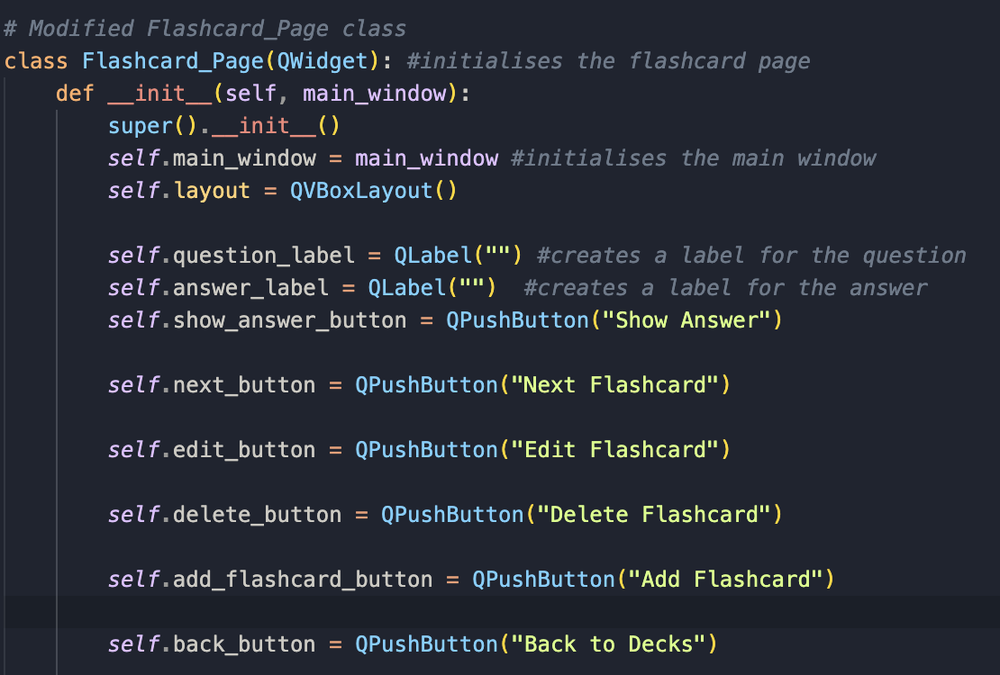 # Modified Flashcard_Page class
class Flashcard_Page(QWidget): #initialises the flashcard page
    def __init__(self, main_window):
        super().__init__()
        self.main_window = main_window #initialises the main window
        self.layout = QVBoxLayout()

        self.question_label = QLabel("") #creates a label for the question
        self.answer_label = QLabel("")  #creates a label for the answer
        self.show_answer_button = QPushButton("Show Answer")

        self.next_button = QPushButton("Next Flashcard")

        self.edit_button = QPushButton("Edit Flashcard")

        self.delete_button = QPushButton("Delete Flashcard")

        self.add_flashcard_button = QPushButton("Add Flashcard")

        self.back_button = QPushButton("Back to Decks")